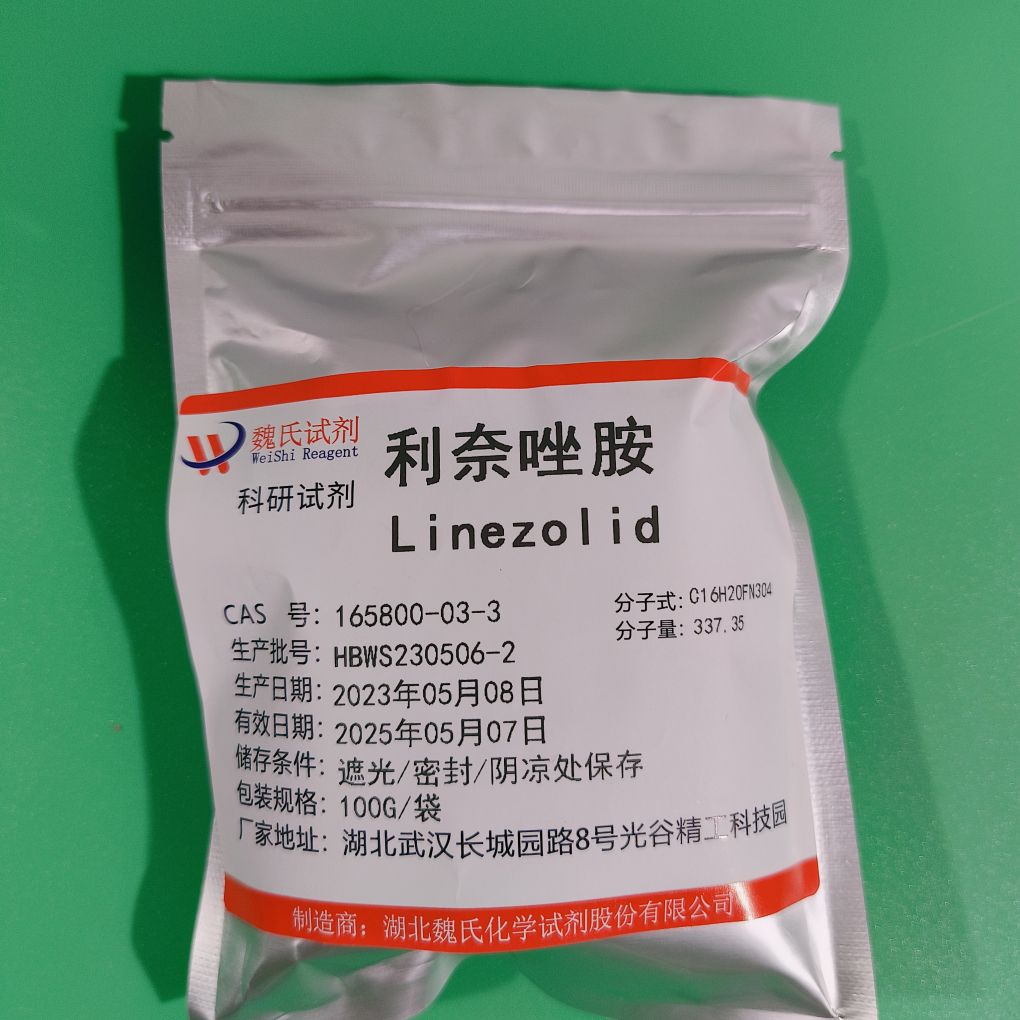 魏氏试剂
WeiShi Reagent
科研试剂
利奈唑胺
Linezolid
CAS 号: 165800-03-3
分子式: C16H20FN3O4
生产批号: HBWS230506-2
分子量: 337.35
生产日期: 2023年05月08日
有效日期: 2025年05月07日
储存条件: 遮光/密封/阴凉处保存
包装规格: 100G/袋
厂家地址: 湖北武汉长城园路8号光谷精工科技园
制造商: 湖北魏氏化学试剂股份有限公司